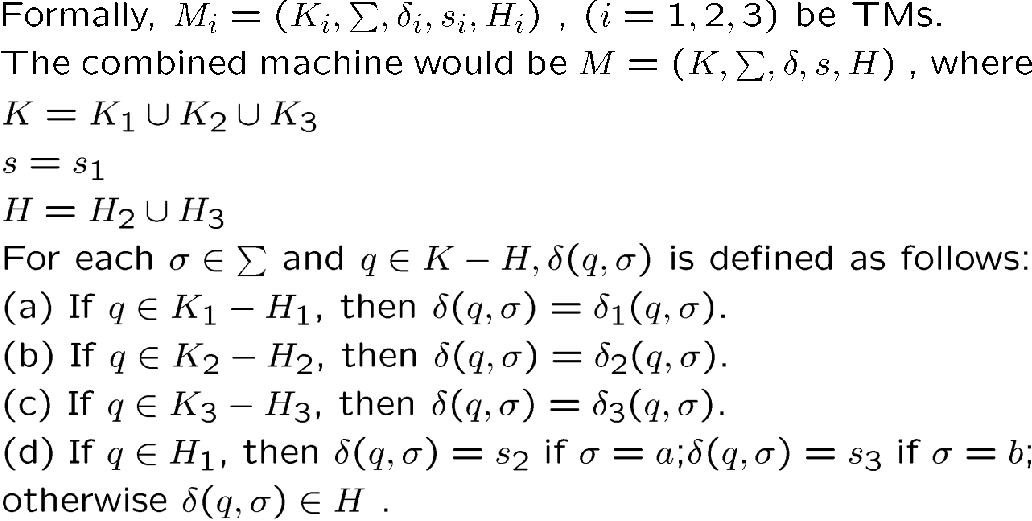 Formally, M_i = (K_i, ∑, δ_i, s_i, H_i) , (i = 1, 2, 3) be TMs.
The combined machine would be M = (K, ∑, δ, s, H) , where
K = K_1 ∪ K_2 ∪ K_3
s = s_1
H = H_2 ∪ H_3
For each σ ∈ ∑ and q ∈ K − H, δ(q, σ) is defined as follows:
(a) If q ∈ K_1 − H_1, then δ(q, σ) = δ_1(q, σ).
(b) If q ∈ K_2 − H_2, then δ(q, σ) = δ_2(q, σ).
(c) If q ∈ K_3 − H_3, then δ(q, σ) = δ_3(q, σ).
(d) If q ∈ H_1, then δ(q, σ) = s_2 if σ = a;δ(q, σ) = s_3 if σ = b;
otherwise δ(q, σ) ∈ H .